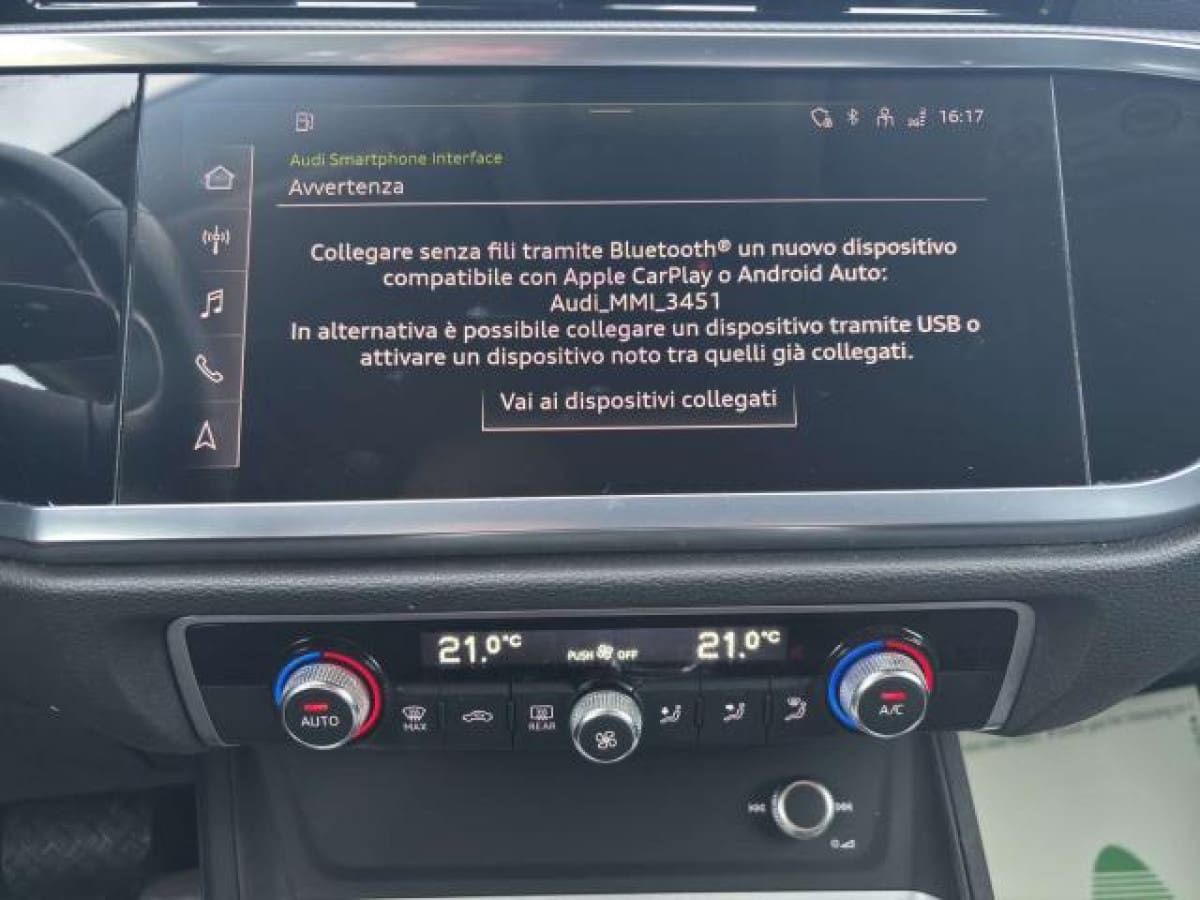 16:17
Audi Smartphone Interface
Avvertenza
Collegare senza fili tramite Bluetooth® un nuovo dispositivo
compatibile con Apple CarPlay o Android Auto:
Audi_MMI_3451
In alternativa è possibile collegare un dispositivo tramite USB o
attivare un dispositivo noto tra quelli già collegati.
Vai ai dispositivi collegati
21.0°C PUSH OFF 21.0°C
AUTO MAX REAR A/C